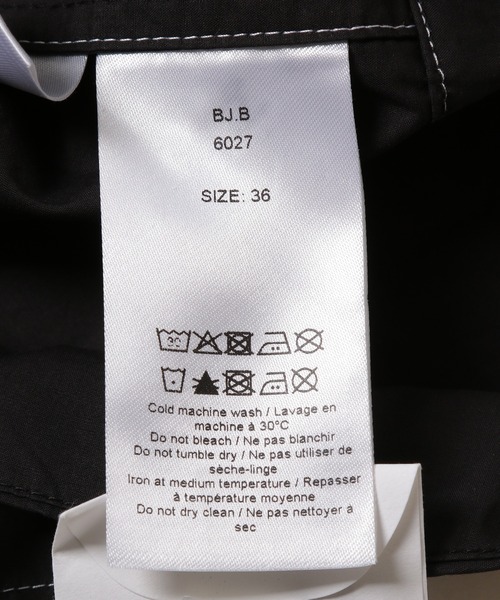 BJ.B
6027
SIZE: 36
30
Cold machine wash / Lavage en
machine à 30°C
Do not bleach / Ne pas blanchir
Do not tumble dry / Ne pas utiliser de
sèche-linge
Iron at medium temperature / Repasser
à température moyenne
Do not dry clean / Ne pas nettoyer à
sec